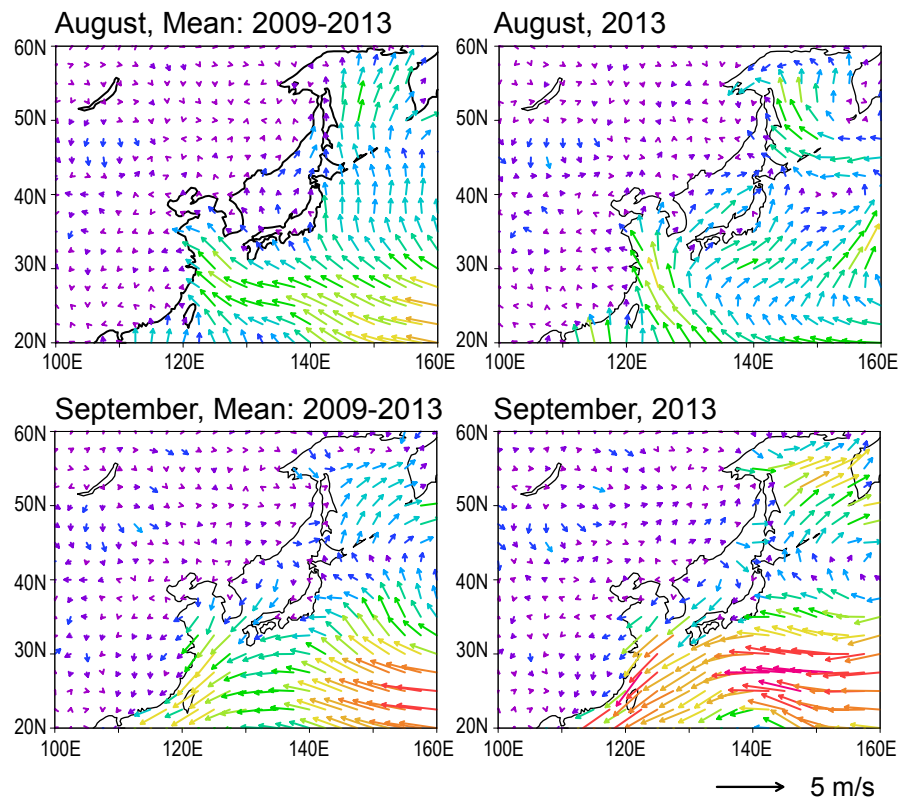 August, Mean: 2009-2013
August, 2013
60N
50N
40N
30N
20N
100E 120E 140E 160E
60N
50N
40N
30N
20N
100E 120E 140E 160E
September, Mean: 2009-2013
September, 2013
60N
50N
40N
30N
20N
100E 120E 140E 160E
60N
50N
40N
30N
20N
100E 120E 140E 160E
5 m/s